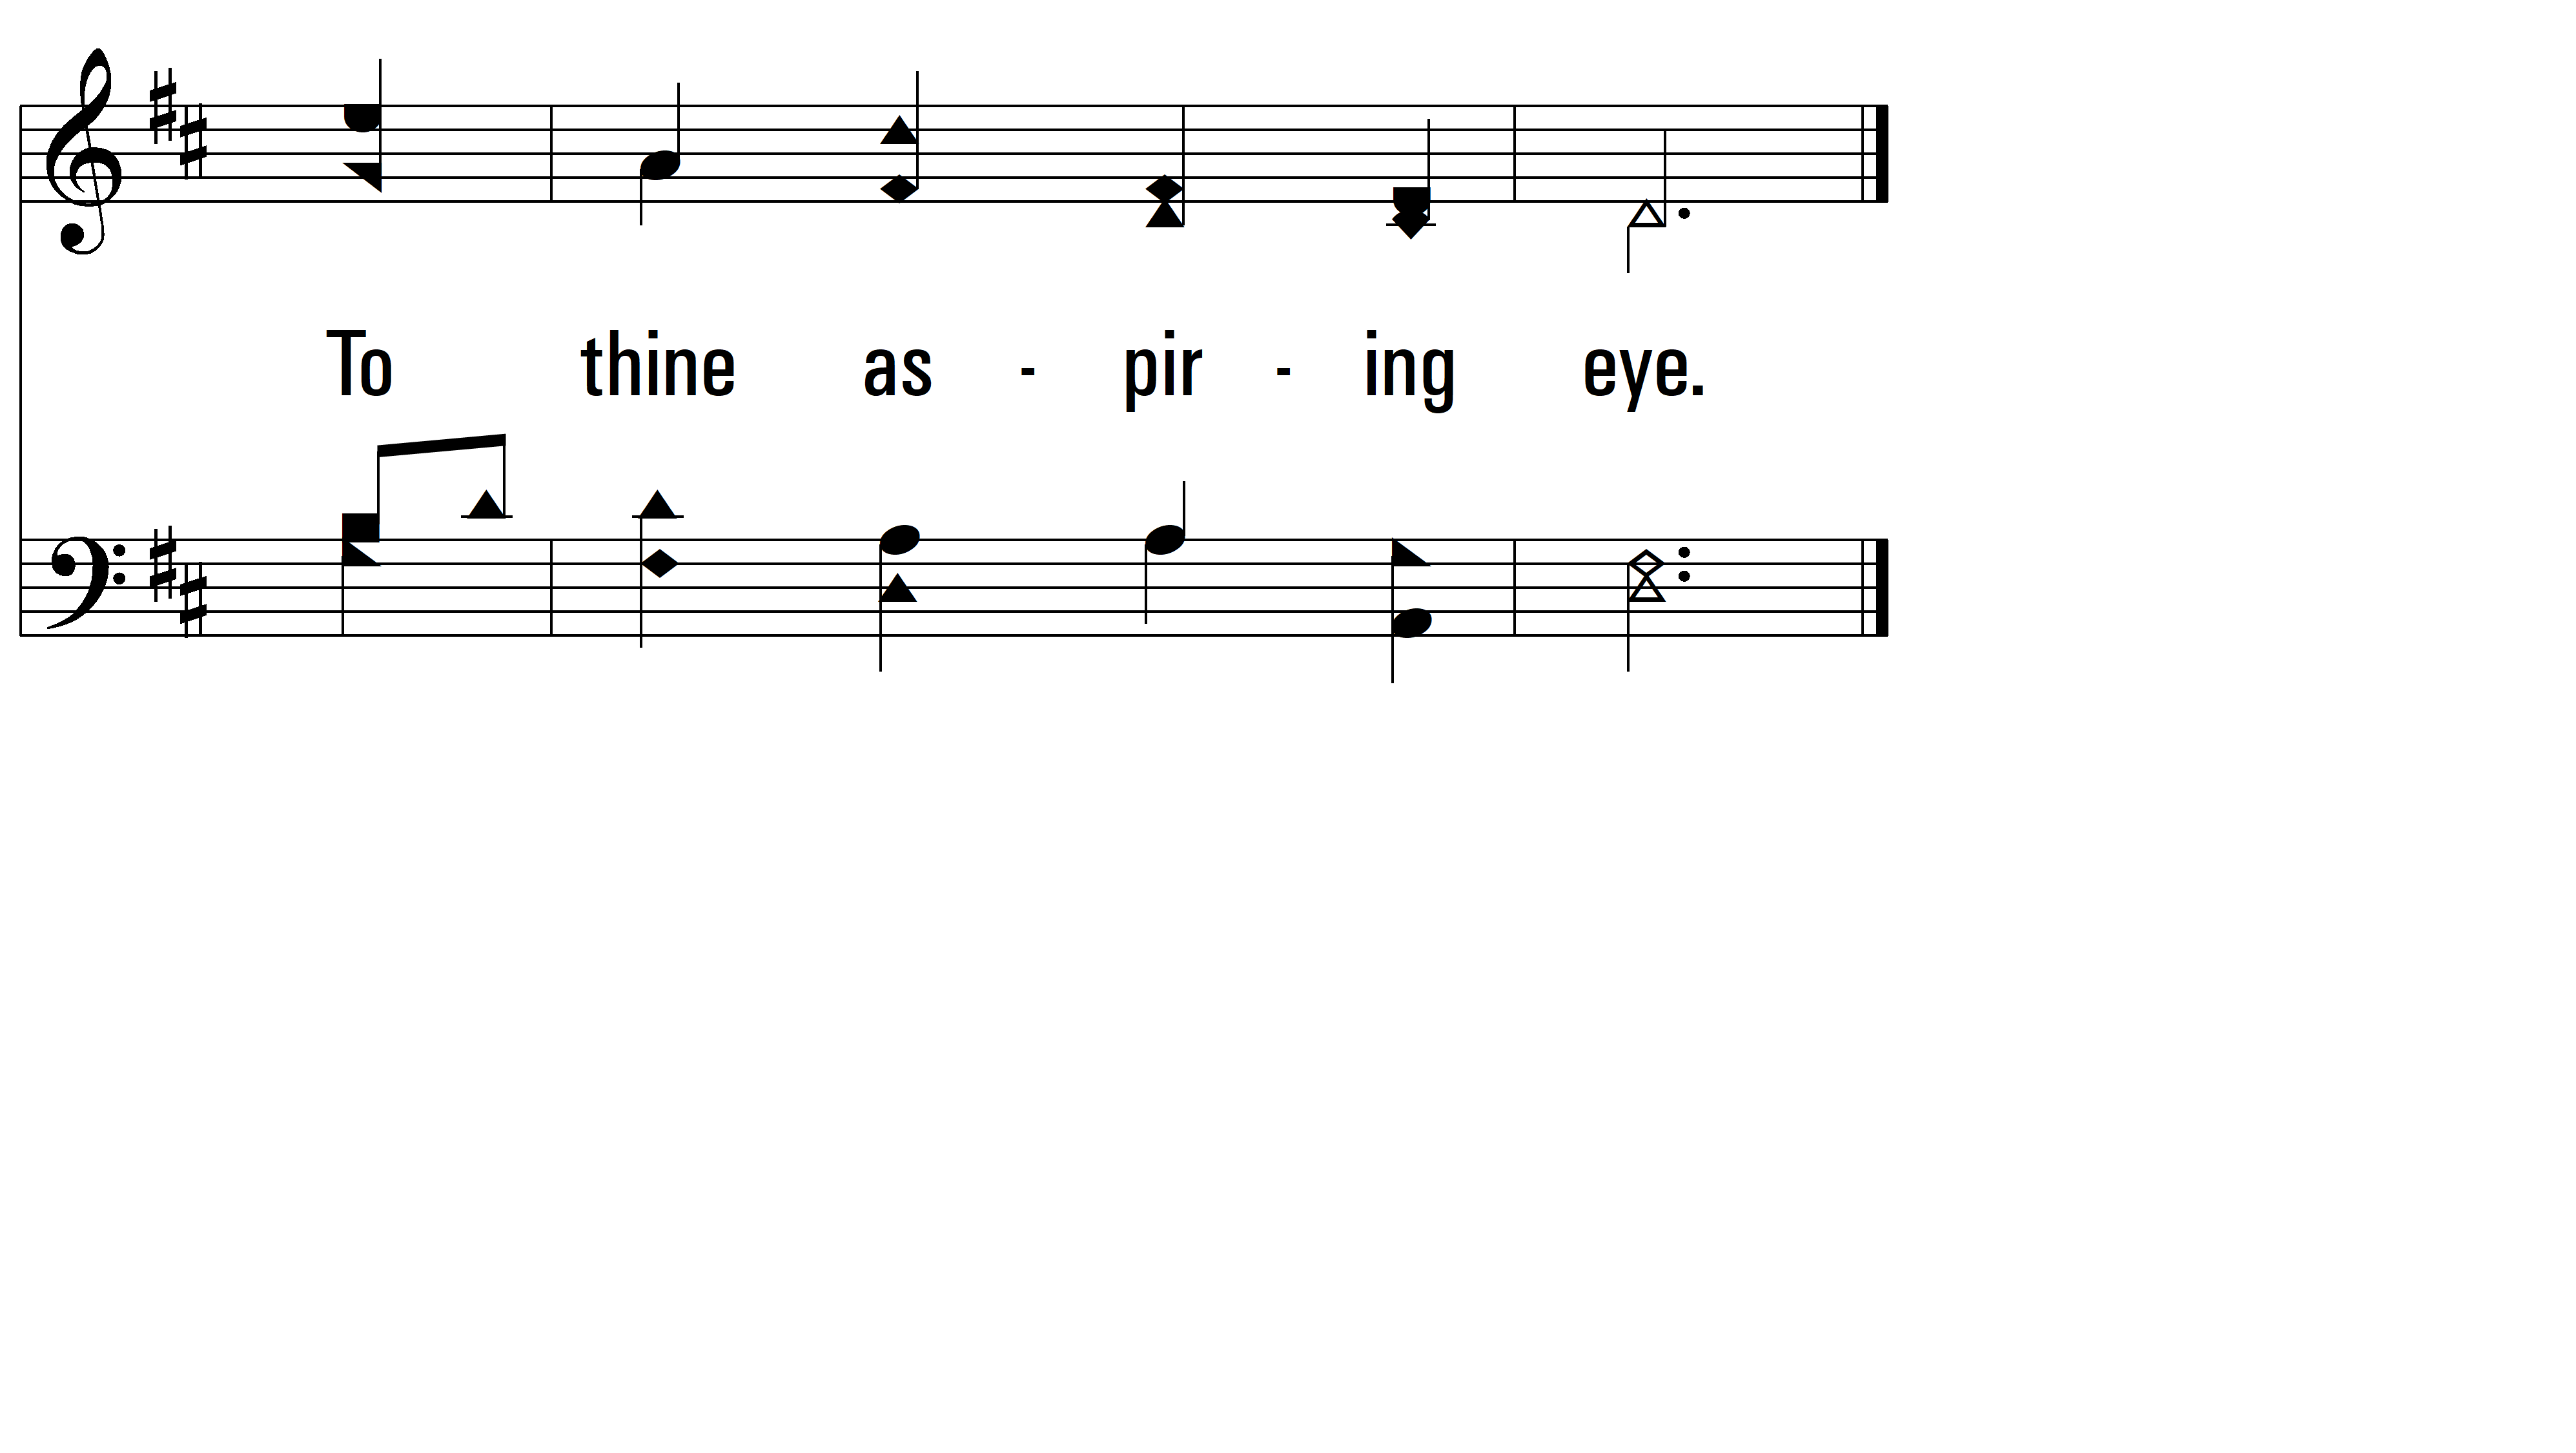 To thine as - pir - ing eye.